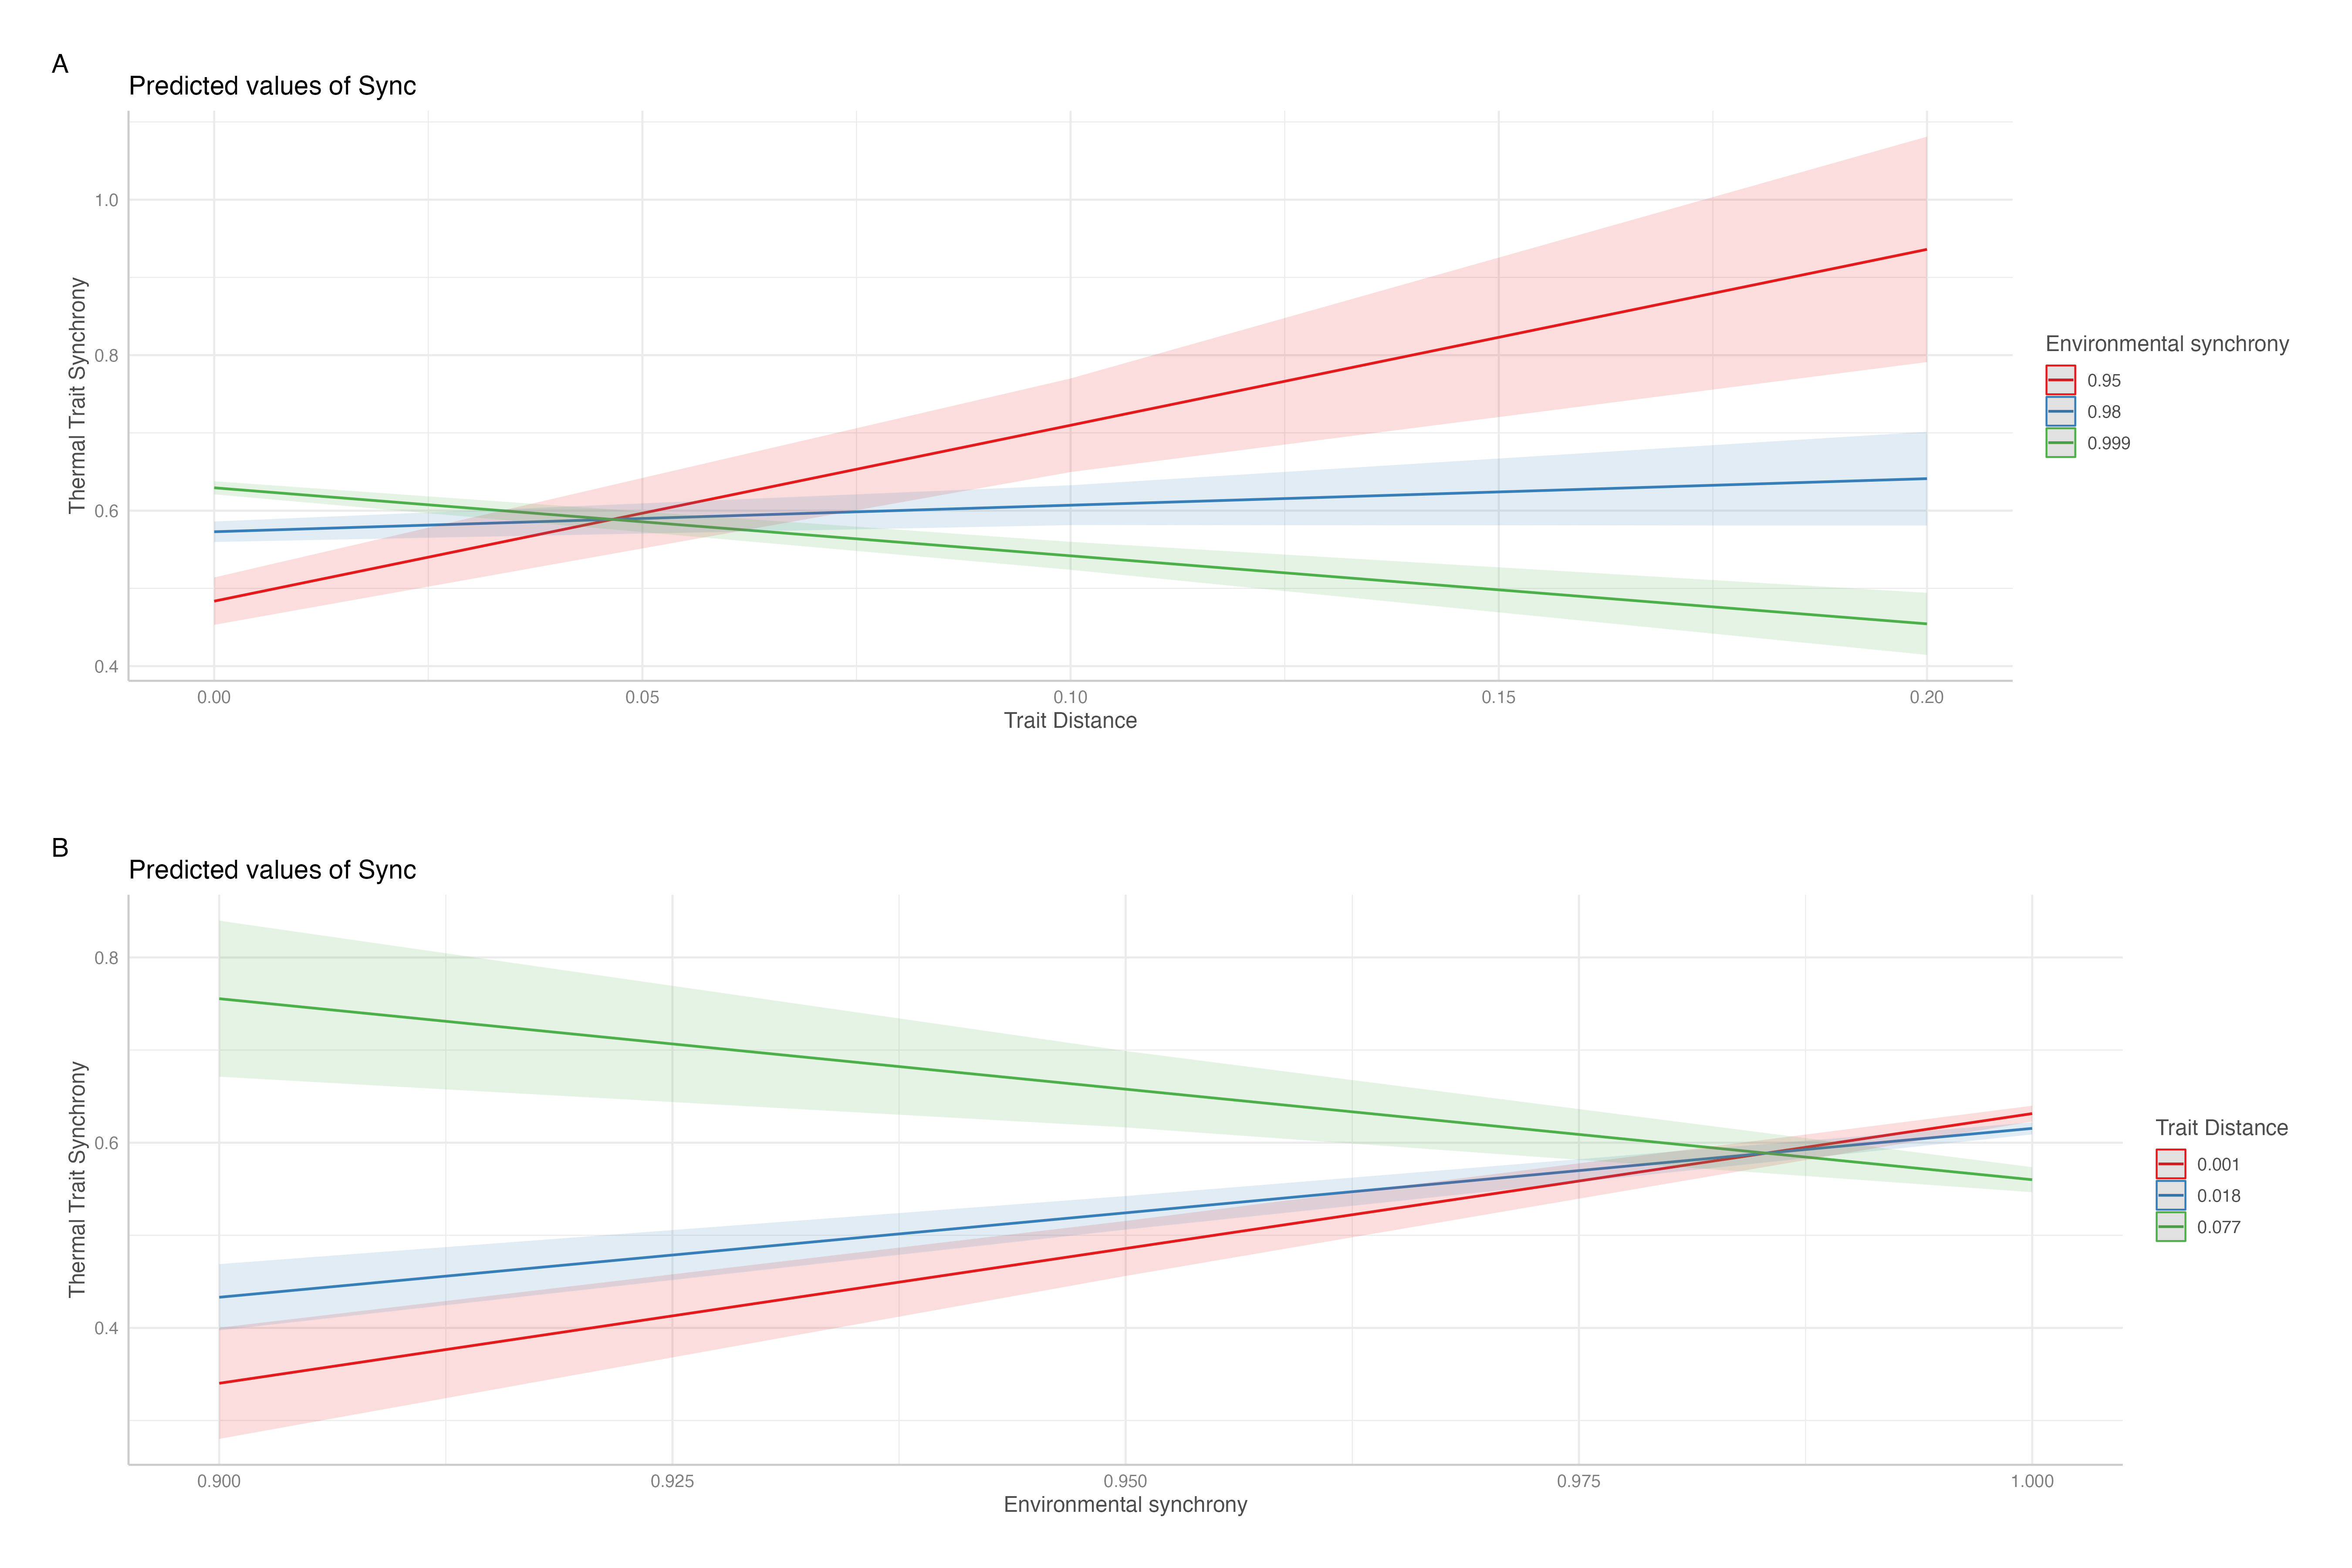 A
Predicted values of Sync
Thermal Trait Synchrony
1.0
0.8
0.6
0.4
0.00 0.05 0.10 0.15 0.20
Trait Distance
Environmental synchrony
0.95
0.98
0.999
B
Predicted values of Sync
Thermal Trait Synchrony
0.8
0.6
0.4
0.900 0.925 0.950 0.975 1.000
Environmental synchrony
Trait Distance
0.001
0.018
0.077